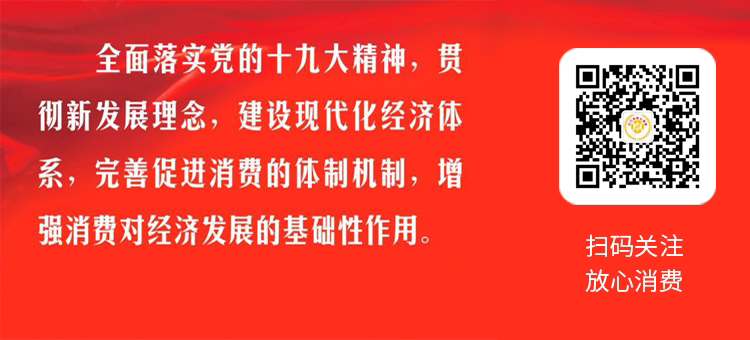 全面落实党的十九大精神，贯
彻新发展理念，建设现代化经济体
系，完善促进消费的体制机制，增
强消费对经济发展的基础性作用。
扫码关注
放心消费